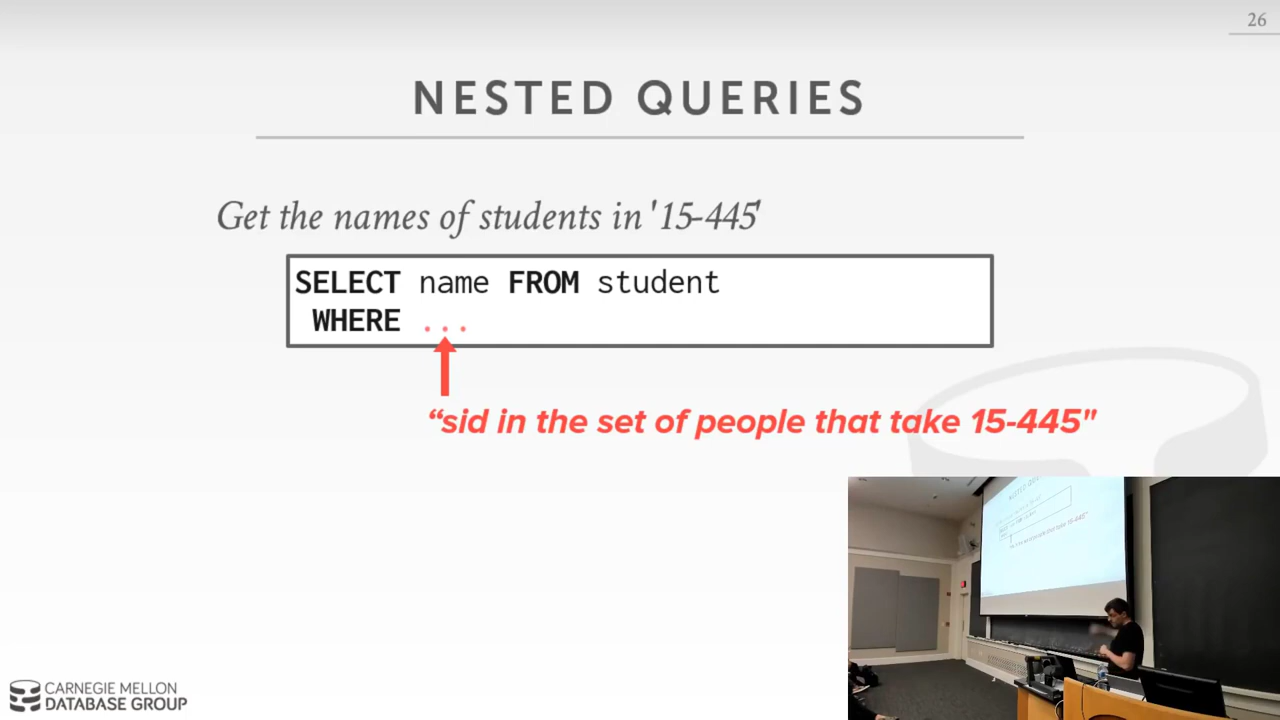 26
NESTED QUERIES
Get the names of students in '15-445'
SELECT name FROM student
WHERE ...
“sid in the set of people that take 15-445"
CARNEGIE MELLON
DATABASE GROUP